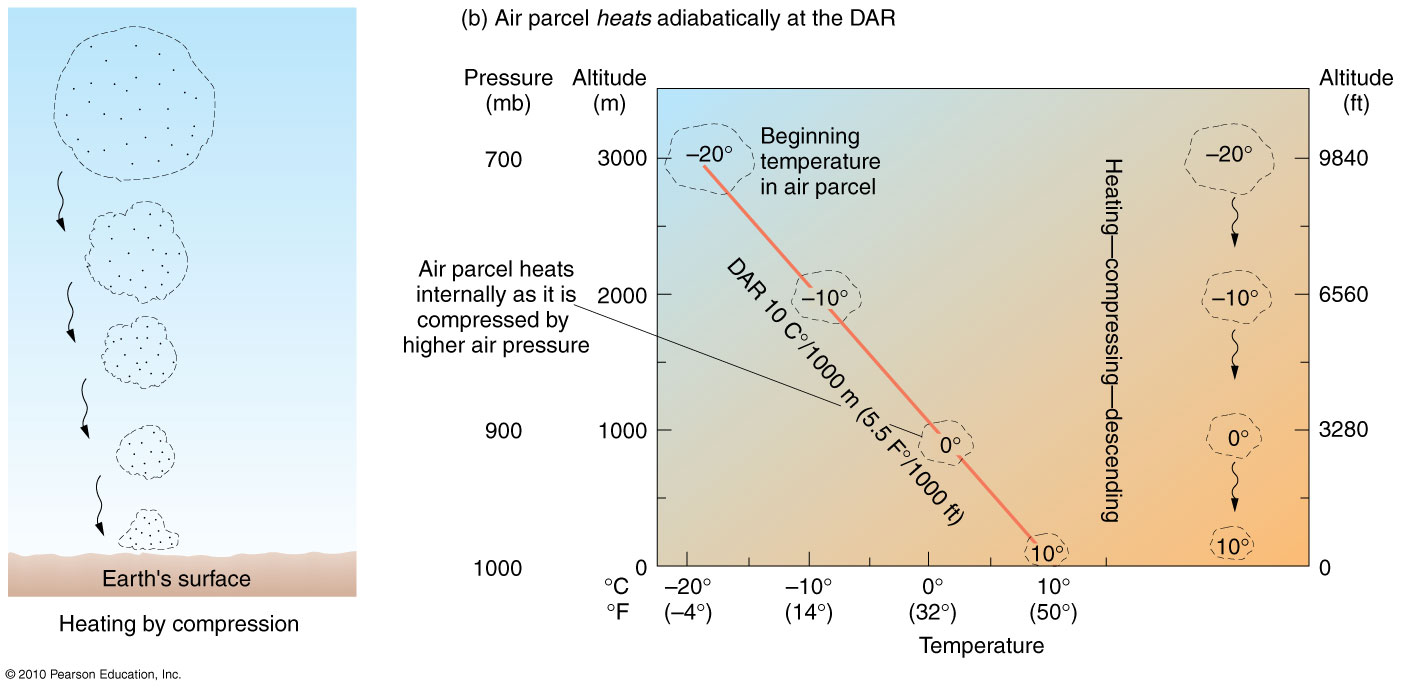 (b) Air parcel heats adiabatically at the DAR
Pressure
(mb)
Altitude
(m)
Altitude
(ft)
700
3000
–20°
Beginning
temperature
in air parcel
–20°
9840
Heating—compressing—descending
Air parcel heats
internally as it is
compressed by
higher air pressure
2000
–10°
–10°
6560
DAR 10 C°/1000 m (5.5 F°/1000 ft)
900
1000
0°
0°
3280
10°
10°
1000
0
0
°C
–20°
–10°
0°
10°
°F
(–4°)
(14°)
(32°)
(50°)
Temperature
Earth's surface
Heating by compression
© 2010 Pearson Education, Inc.